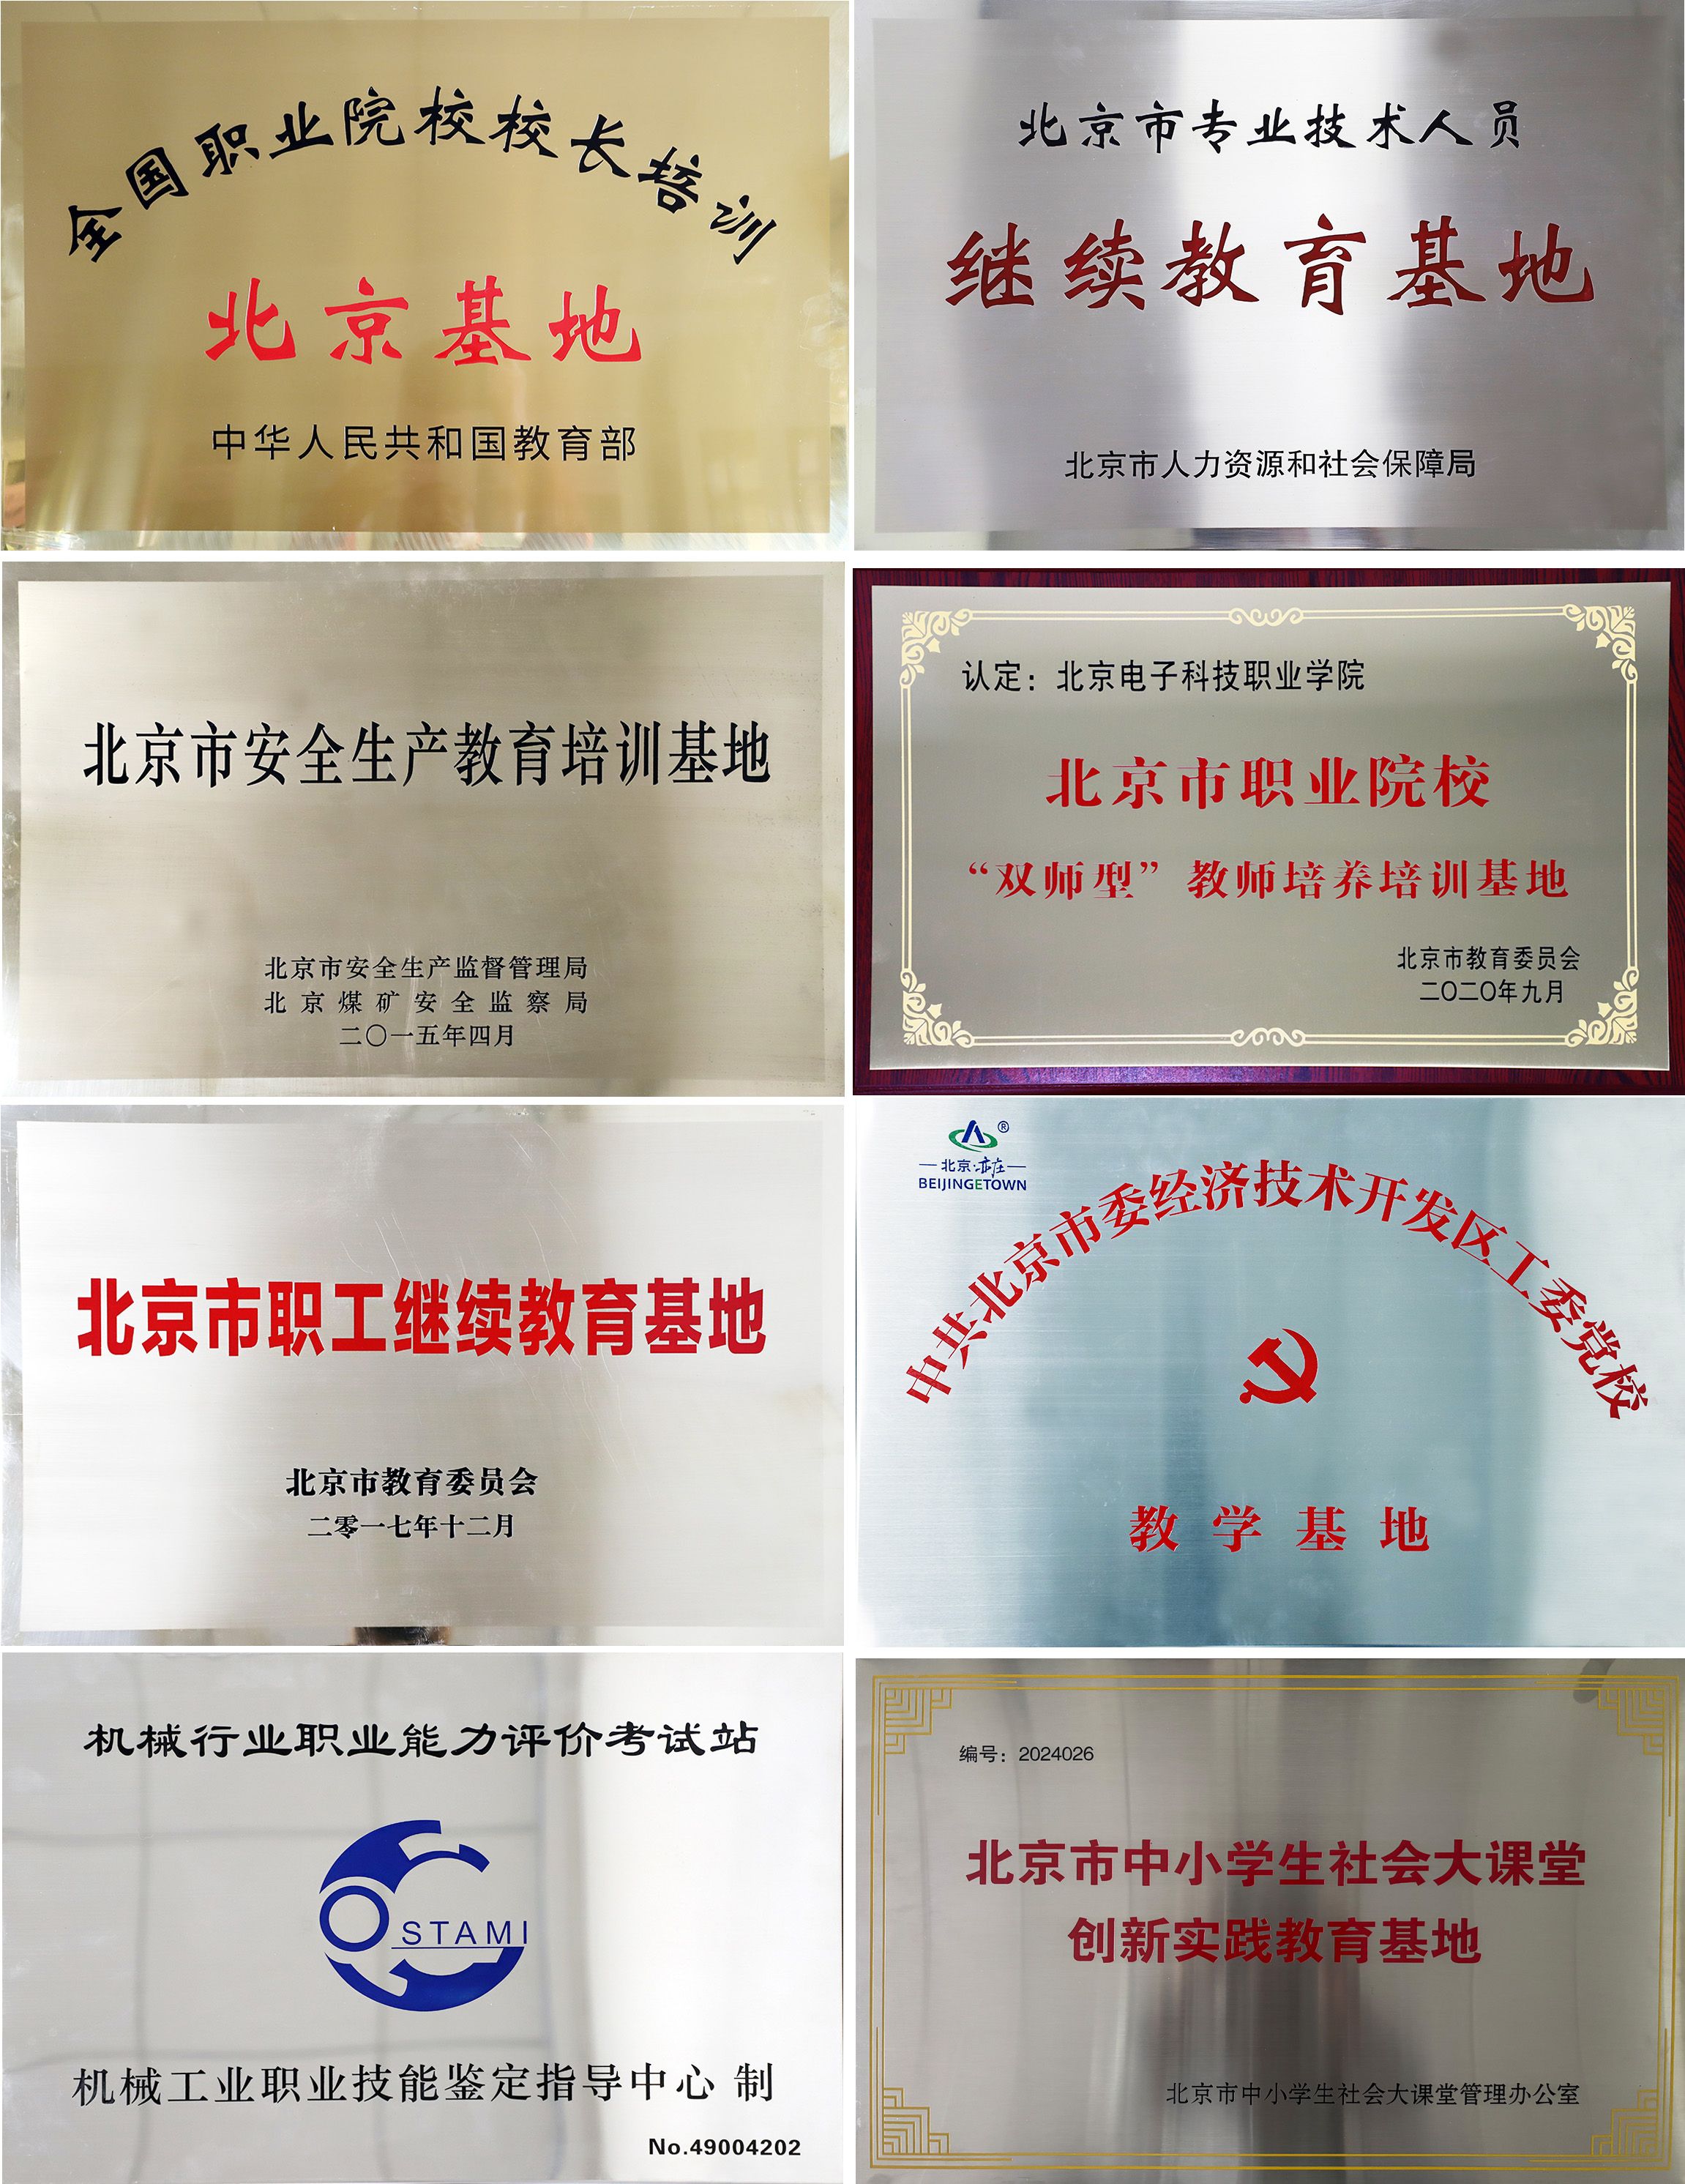 全国职业院校校长培训
北京基地
中华人民共和国教育部
北京市专业技术人员
继续教育基地
北京市人力资源和社会保障局
北京市安全生产教育培训基地
北京市安全生产监督管理局
北京煤矿安全监察局
二〇一五年四月
认定：北京电子科技职业学院
北京市职业院校
“双师型”教师培养培训基地
北京市教育委员会
二〇二〇年九月
北京市职工继续教育基地
北京市教育委员会
二零一七年十二月
®
北京·亦庄
BEIJINGETOWN
中共北京市委经济技术开发区工委党校
教学基地
机械行业职业能力评价考试站
OSTAMI
机械工业职业技能鉴定指导中心 制
No.49004202
编号：2024026
北京市中小学生社会大课堂
创新实践教育基地
北京市中小学生社会大课堂管理办公室